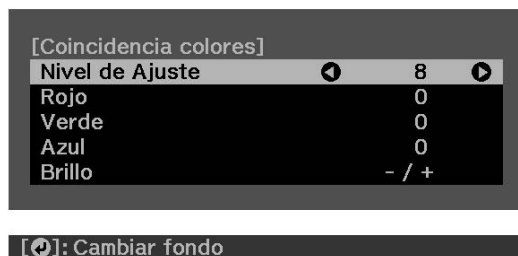 [Coincidencia colores]
Nivel de Ajuste 8
Rojo 0
Verde 0
Azul 0
Brillo - / +
[↵]: Cambiar fondo